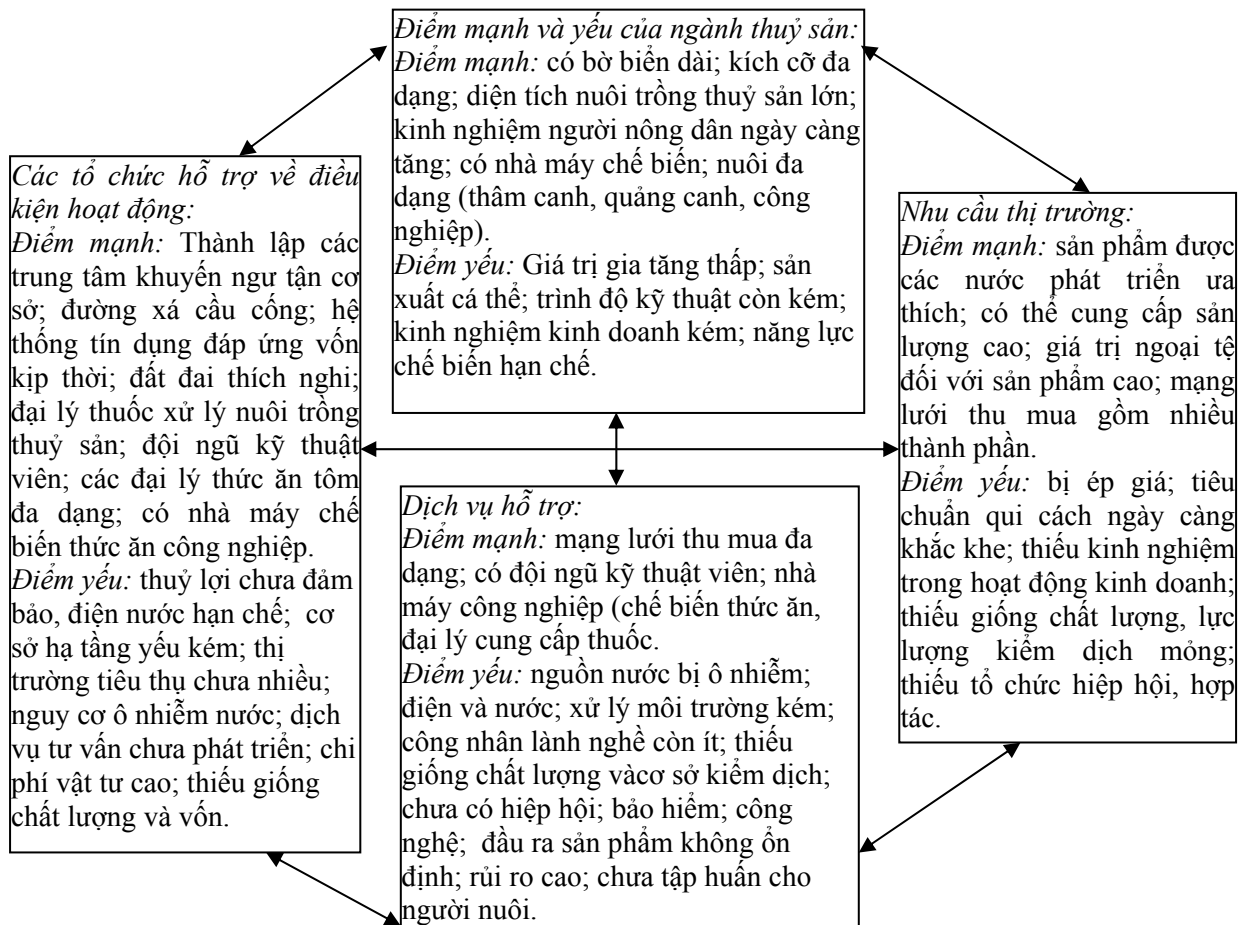 Điểm mạnh và yếu của ngành thuỷ sản:
Điểm mạnh: có bờ biển dài; kích cỡ đa
dạng; diện tích nuôi trồng thuỷ sản lớn;
kinh nghiệm người nông dân ngày càng
tăng; có nhà máy chế biến; nuôi đa
dạng (thâm canh, quảng canh, công
nghiệp).
Điểm yếu: Giá trị gia tăng thấp; sản
xuất cá thể; trình độ kỹ thuật còn kém;
kinh nghiệm kinh doanh kém; năng lực
chế biến hạn chế.
Các tổ chức hỗ trợ về điều
kiện hoạt động:
Điểm mạnh: Thành lập các
trung tâm khuyến ngư tận cơ
sở; đường xá cầu cống; hệ
thống tín dụng đáp ứng vốn
kịp thời; đất đai thích nghi;
đại lý thuốc xử lý nuôi trồng
thuỷ sản; đội ngũ kỹ thuật
viên; các đại lý thức ăn tôm
đa dạng; có nhà máy chế
biến thức ăn công nghiệp.
Điểm yếu: thuỷ lợi chưa đảm
bảo, điện nước hạn chế; cơ
sở hạ tầng yếu kém; thị
trường tiêu thụ chưa nhiều;
nguy cơ ô nhiễm nước; dịch
vụ tư vấn chưa phát triển; chi
phí vật tư cao; thiếu giống
chất lượng và vốn.
Nhu cầu thị trường:
Điểm mạnh: sản phẩm được
các nước phát triển ưa
thích; có thể cung cấp sản
lượng cao; giá trị ngoại tệ
đối với sản phẩm cao; mạng
lưới thu mua gồm nhiều
thành phần.
Điểm yếu: bị ép giá; tiêu
chuẩn qui cách ngày càng
khắc khe; thiếu kinh nghiệm
trong hoạt động kinh doanh;
thiếu giống chất lượng, lực
lượng kiểm dịch mỏng;
thiếu tổ chức hiệp hội, hợp
tác.
Dịch vụ hỗ trợ:
Điểm mạnh: mạng lưới thu mua đa
dạng; có đội ngũ kỹ thuật viên; nhà
máy công nghiệp (chế biến thức ăn,
đại lý cung cấp thuốc.
Điểm yếu: nguồn nước bị ô nhiễm;
điện và nước; xử lý môi trường kém;
công nhân lành nghề còn ít; thiếu
giống chất lượng vàcơ sở kiểm dịch;
chưa có hiệp hội; bảo hiểm; công
nghệ; đầu ra sản phẩm không ổn
định; rủi ro cao; chưa tập huấn cho
người nuôi.